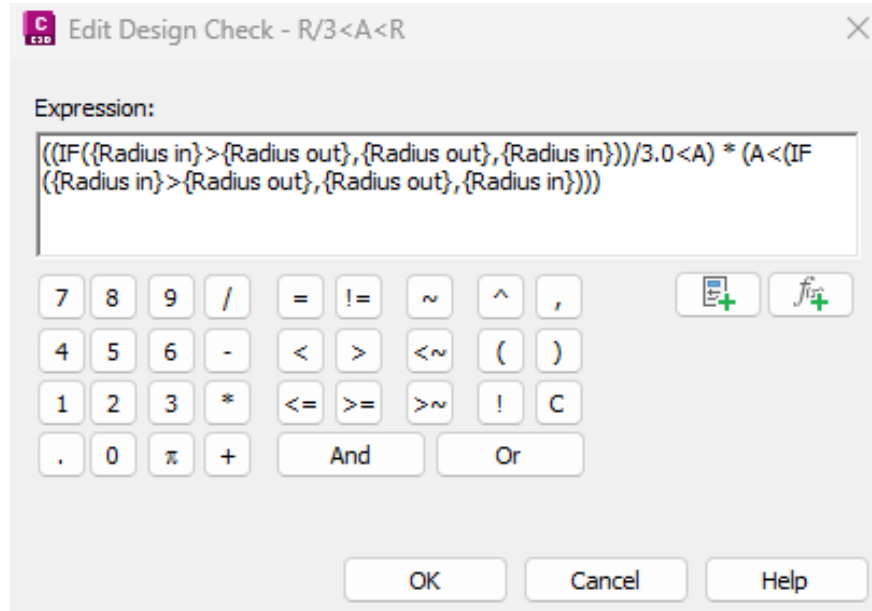 C
C3D
Edit Design Check - R/3<A<R
Expression:
((IF({Radius in}>{Radius out},{Radius out},{Radius in}))/3.0<A) * (A<(IF
({Radius in}>{Radius out},{Radius out},{Radius in})))
7 8 9 / = != ~ ^ ,
4 5 6 - < > <~ ( )
1 2 3 * <= >= >~ ! C
. 0 π + And Or
OK Cancel Help